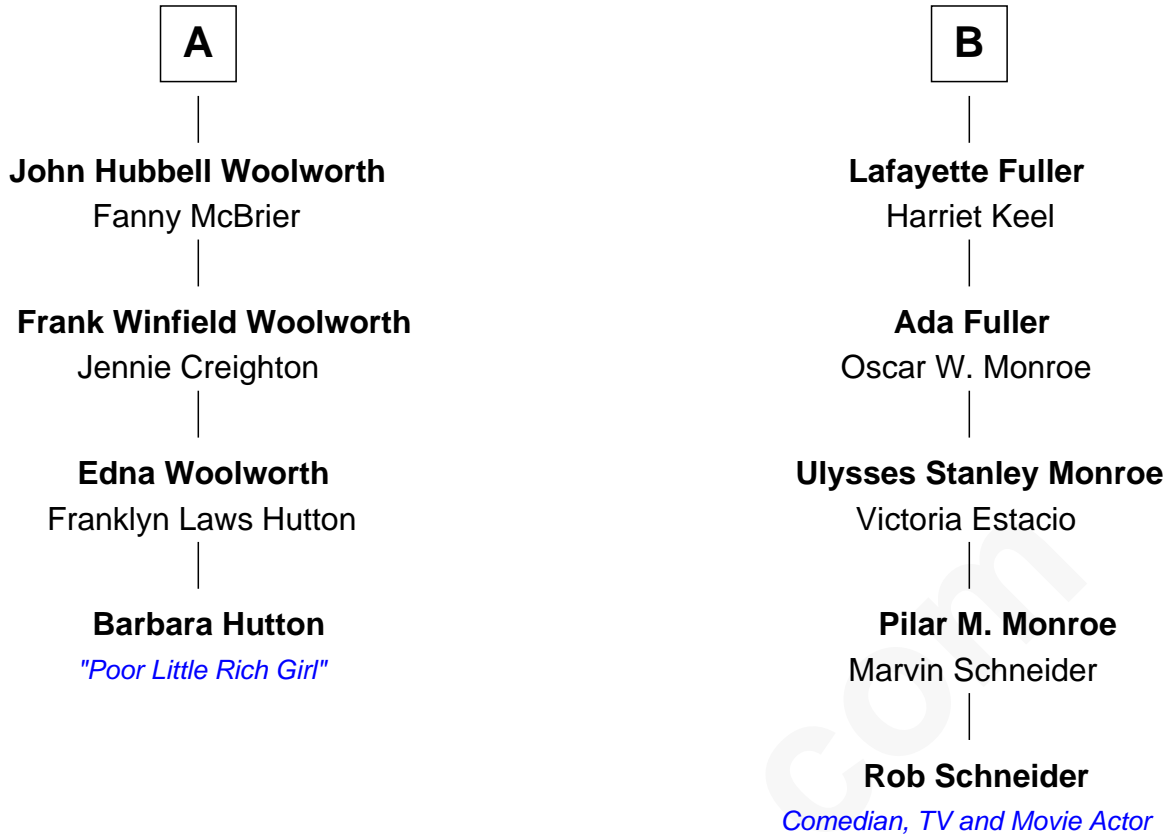 A
John Hubbell Woolworth
Fanny McBrier
Frank Winfield Woolworth
Jennie Creighton
Edna Woolworth
Franklyn Laws Hutton
Barbara Hutton
"Poor Little Rich Girl"
B
Lafayette Fuller
Harriet Keel
Ada Fuller
Oscar W. Monroe
Ulysses Stanley Monroe
Victoria Estacio
Pilar M. Monroe
Marvin Schneider
Rob Schneider
Comedian, TV and Movie Actor
com